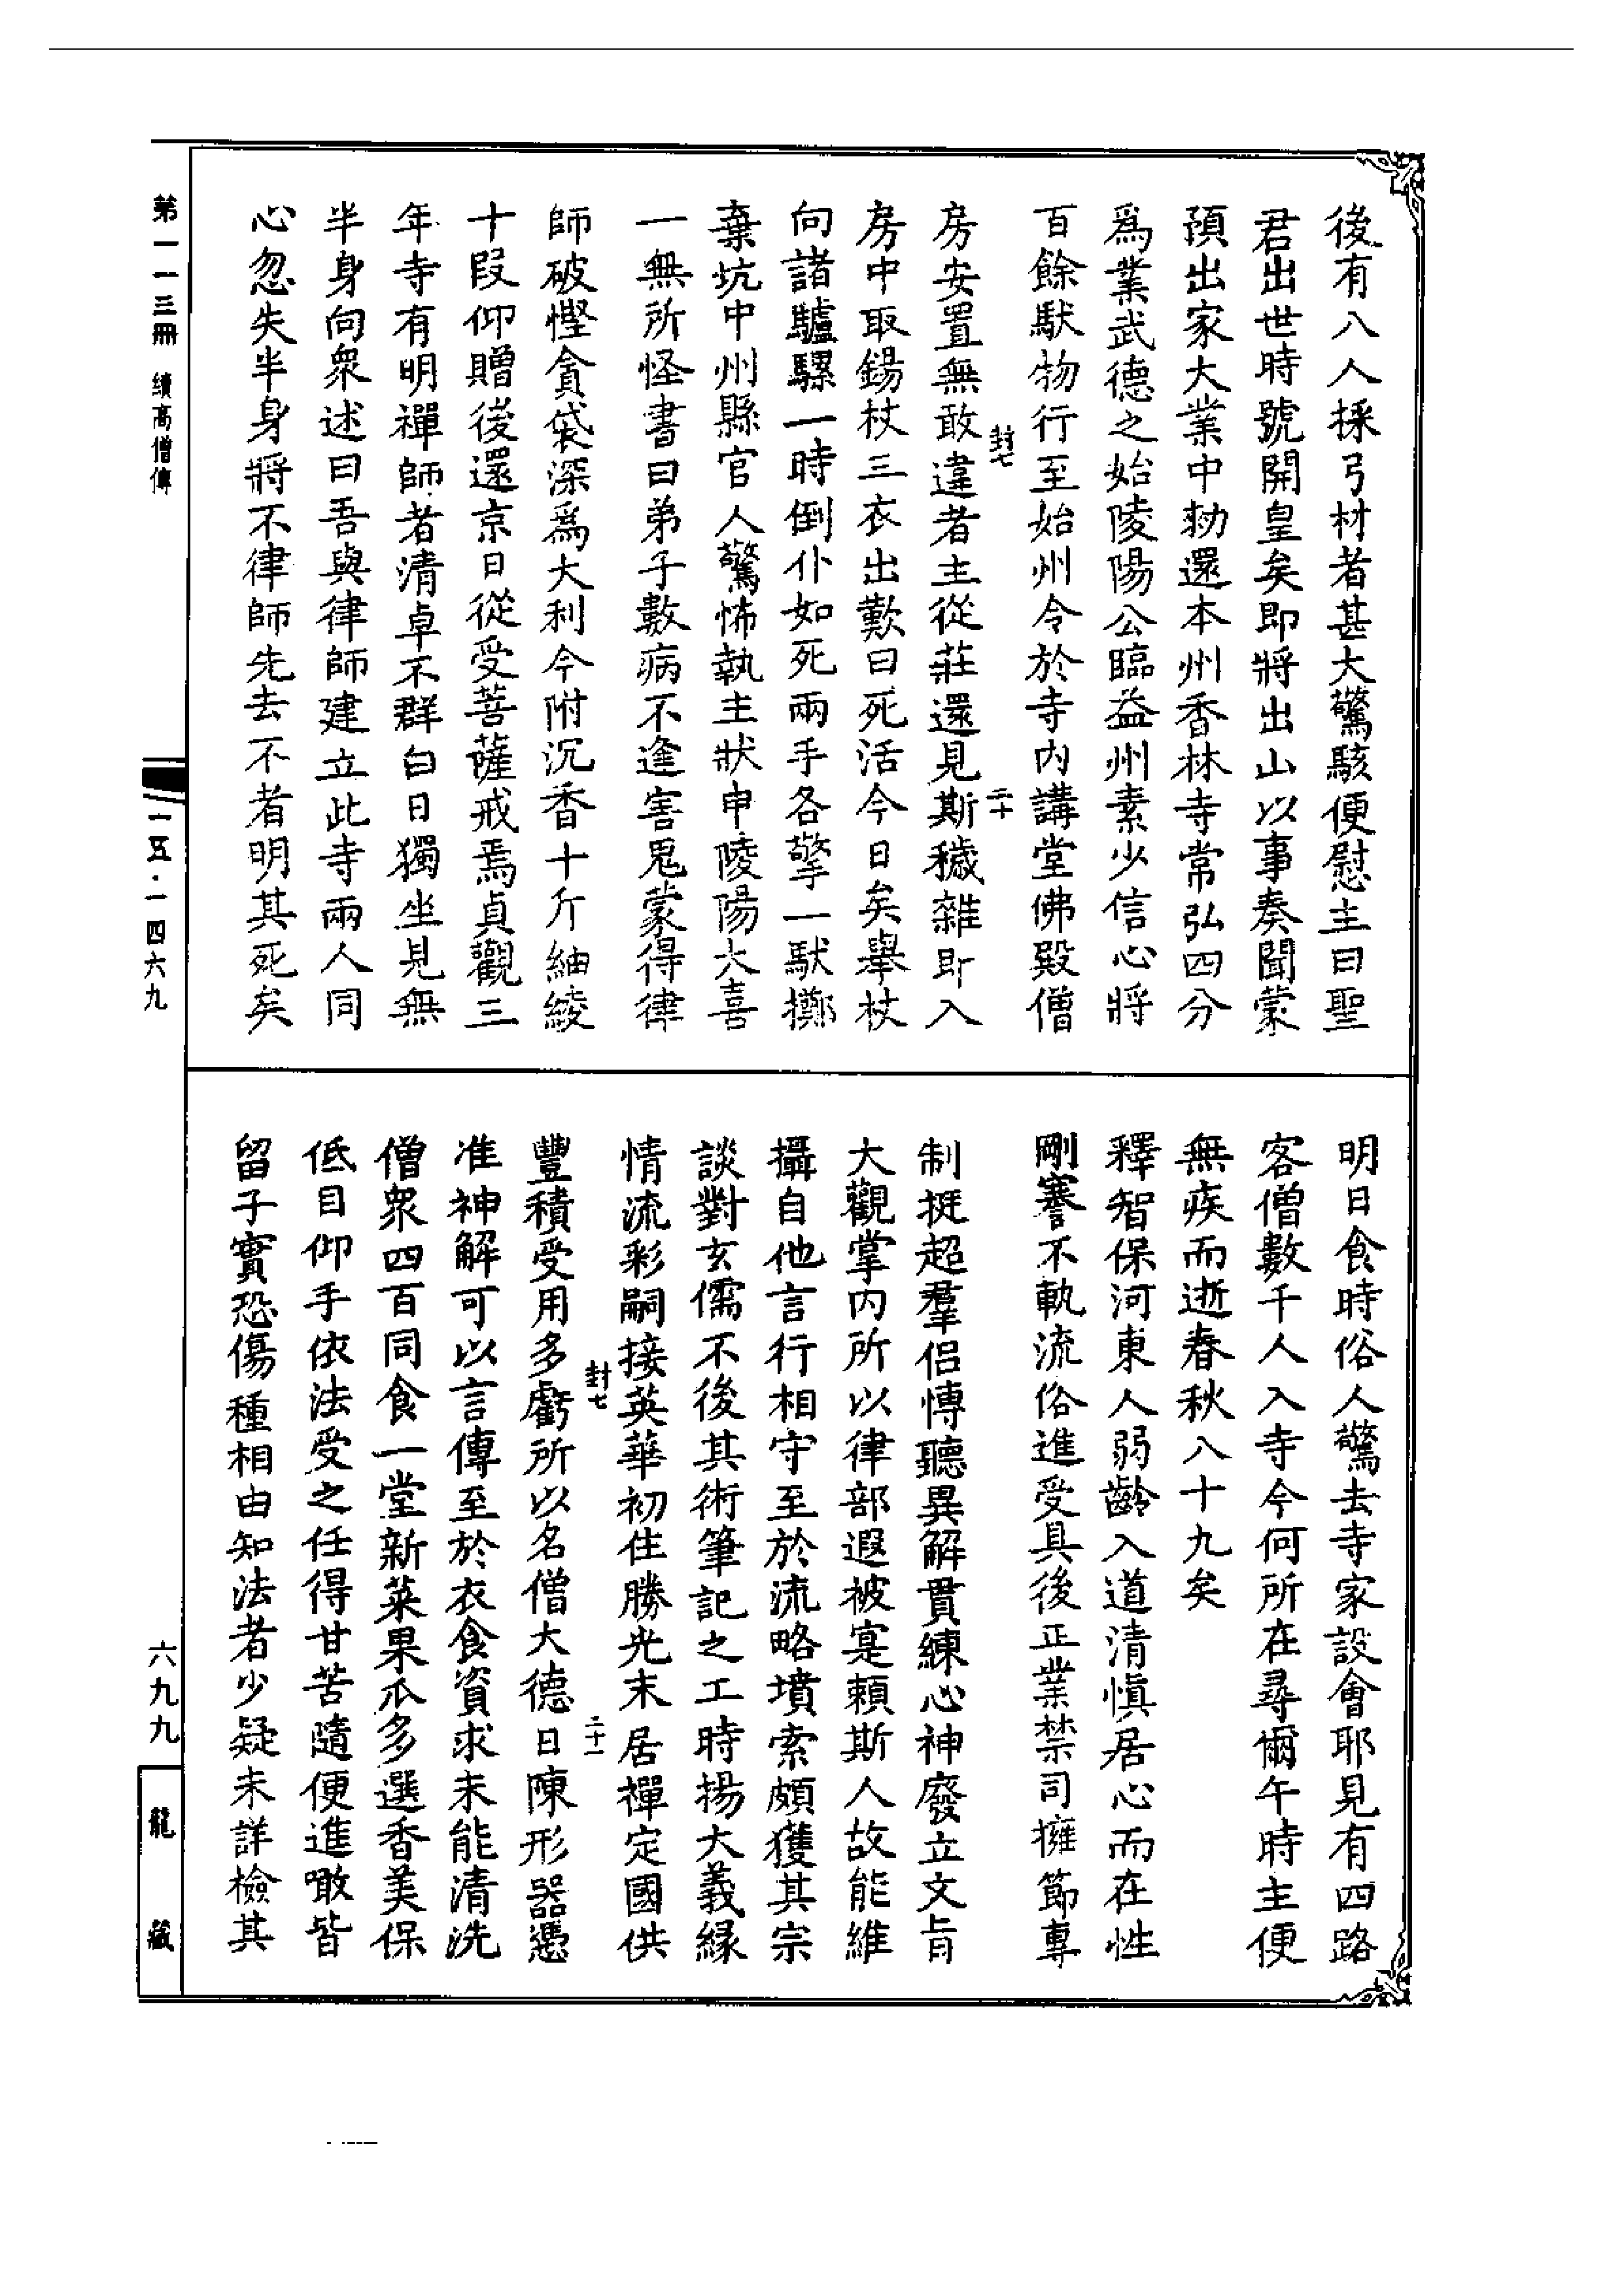 後有八人採弓材者甚大驚駭便慰主曰聖
君出世時號開皇矣即將出山以事奏聞蒙
預出家大業中勑還本州香林寺常弘四分
爲業武德之始陵陽公臨益州素少信心將
百餘馱物行至始州令於寺內講堂佛殿僧
封七
二十
房安置無敢違者主從莊還見斯穢雜即入
房中取錫杖三衣出歎曰死活今日矣舉杖
向諸驢騾一時倒仆如死兩手各擎一馱擲
棄坑中州縣官人驚怖執主狀申陵陽大喜
一無所怪書曰弟子數病不逢害鬼蒙得律
師破慳貪袋深爲大利今附沉香十斤紬綾
十段仰贈後還京日從受菩薩戒焉貞觀三
年寺有明禪師者清卓不群白日獨坐見無
半身向衆述曰吾與律師建立此寺兩人同
心忽失半身將不律師先去不者明其死矣
明日食時俗人驚去寺家設會耶見有四路
客僧數千人入寺今何所在尋爾午時主便
無疾而逝春秋八十九矣
釋智保河東人弱齡入道清愼居心而在性
剛謇不軌流俗進受具後正業禁司擁節專
制挺超羣侶愽聽異解貫練心神廢立文旨
大觀掌內所以律部遐被寔頼斯人故能維
攝自他言行相守至於流略墳索頗獲其宗
談對玄儒不後其術筆記之工時揚大義緣
情流彩嗣接英華初住勝光末居禪定國供
封七
二十一
豐積受用多虧所以名僧大德日陳形器憑
准神解可以言傳至於衣食資求未能清洗
僧衆四百同食一堂新菜果瓜多選香美保
低目仰手依法受之任得甘苦隨便進噉皆
留子實恐傷種相由知法者少疑未詳檢其
第一一三冊 續高僧傳
一五·一四六九
六九九
龍藏